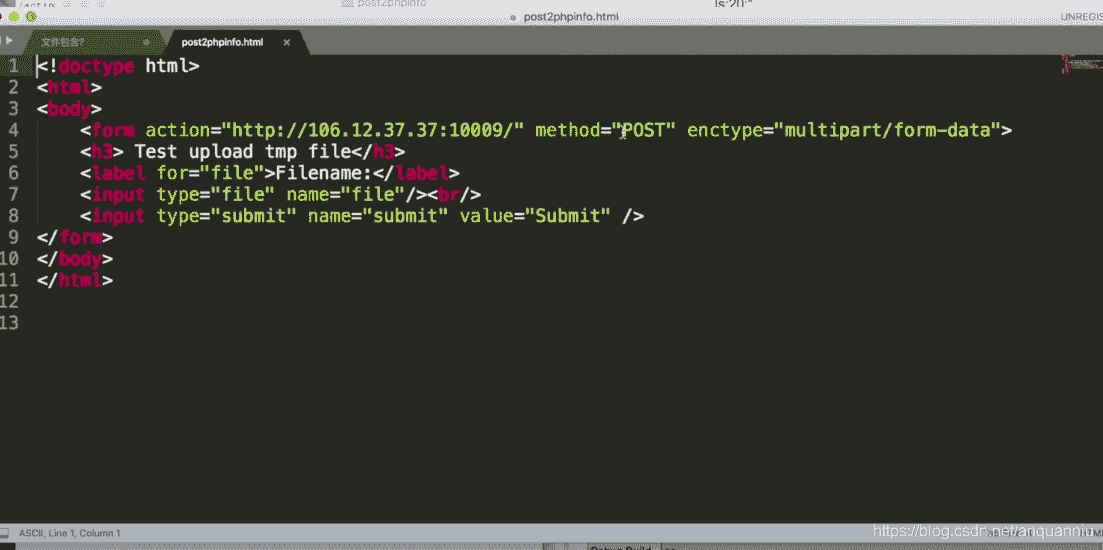 post2phpinfo
ls:20:"
post2phpinfo.html
UNREGIS
文件包含?
post2phpinfo.html ×
1 <!doctype html>
2 <html>
3 <body>
4 <form action="http://106.12.37.37:10009/" method="POST" enctype="multipart/form-data">
5 <h3> Test upload tmp file</h3>
6 <label for="file">Filename:</label>
7 <input type="file" name="file"/><br/>
8 <input type="submit" name="submit" value="Submit" />
9 </form>
10 </body>
11 </html>
12
13
ASCII, Line 1, Column 1
https://blog.csdn.net/anquanniu